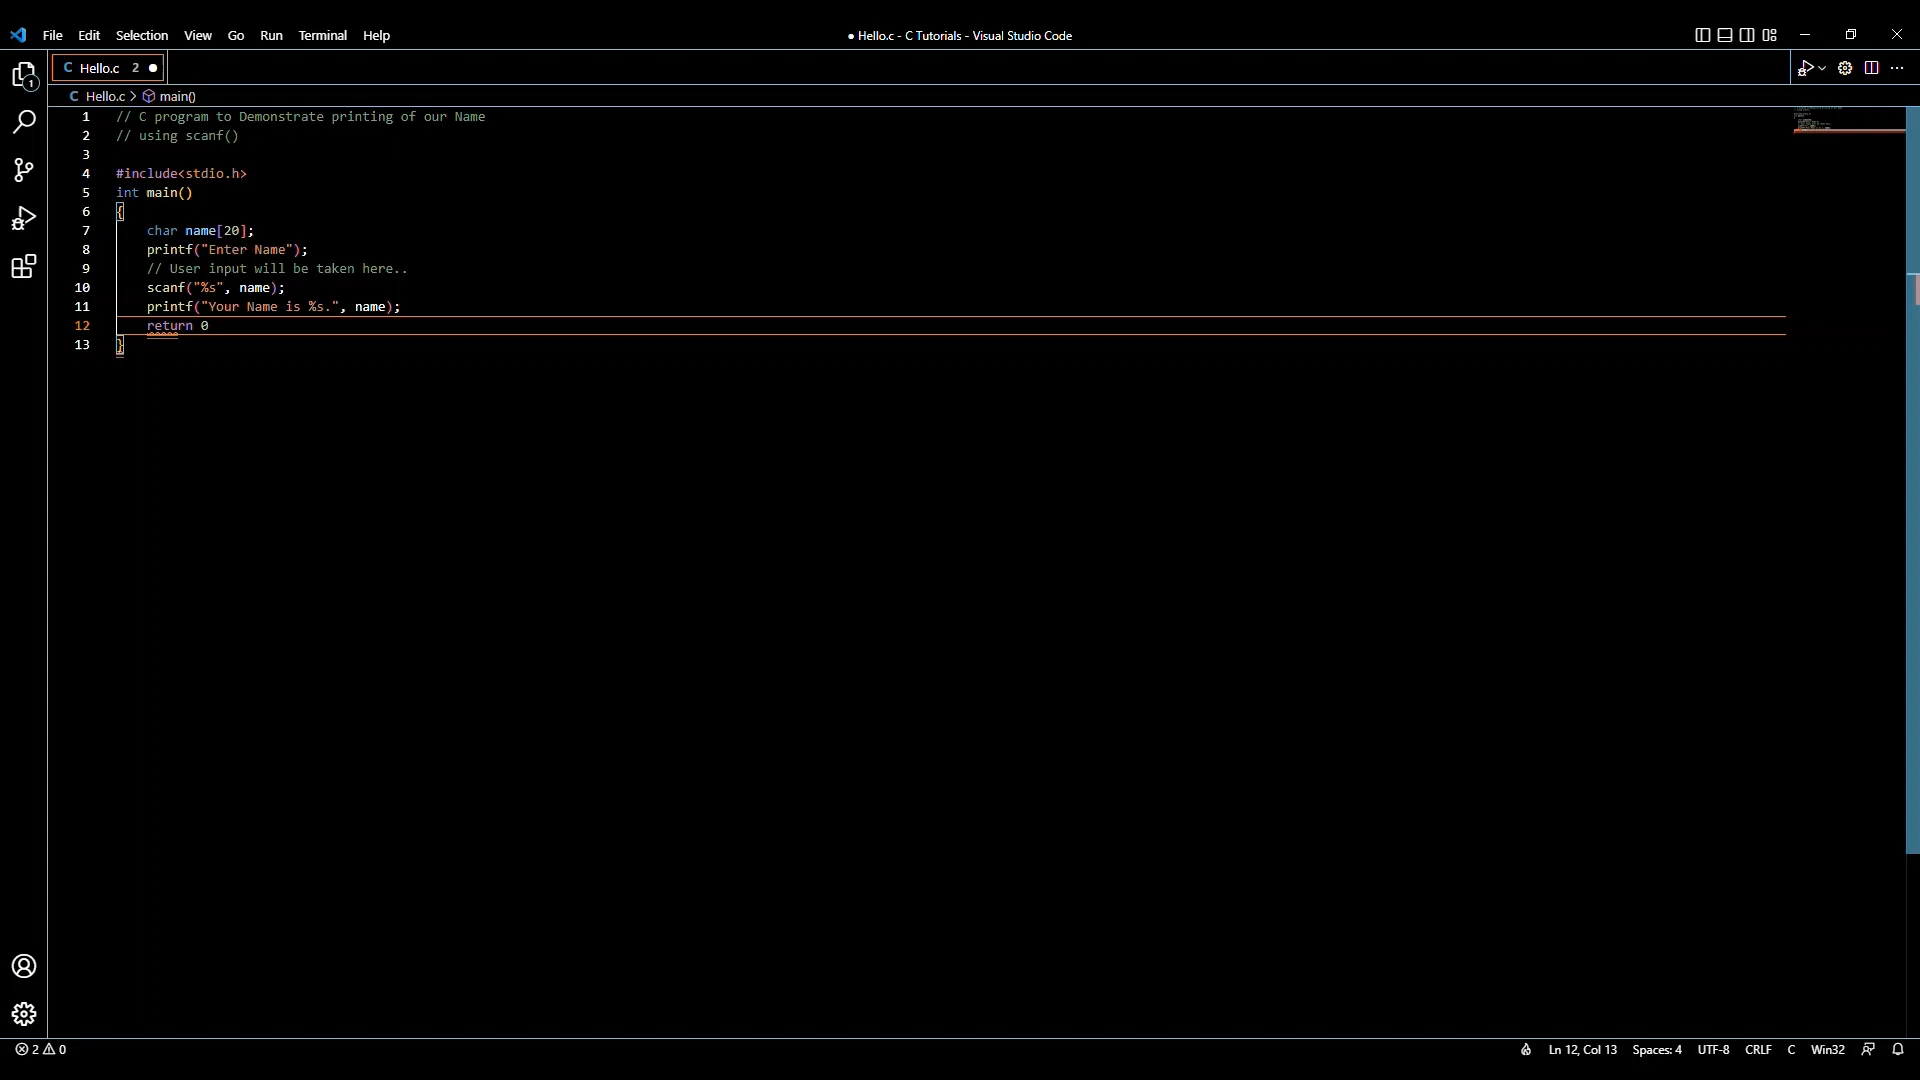 File Edit Selection View Go Run Terminal Help
● Hello.c - C Tutorials - Visual Studio Code
C Hello.c 2 ●
C Hello.c > main()
1 // C program to Demonstrate printing of our Name
2 // using scanf()
3
4 #include<stdio.h>
5 int main()
6 {
7 char name[20];
8 printf("Enter Name");
9 // User input will be taken here..
10 scanf("%s", name);
11 printf("Your Name is %s.", name);
12 return 0
13 }
1
2 0
Ln 12, Col 13 Spaces: 4 UTF-8 CRLF C Win32